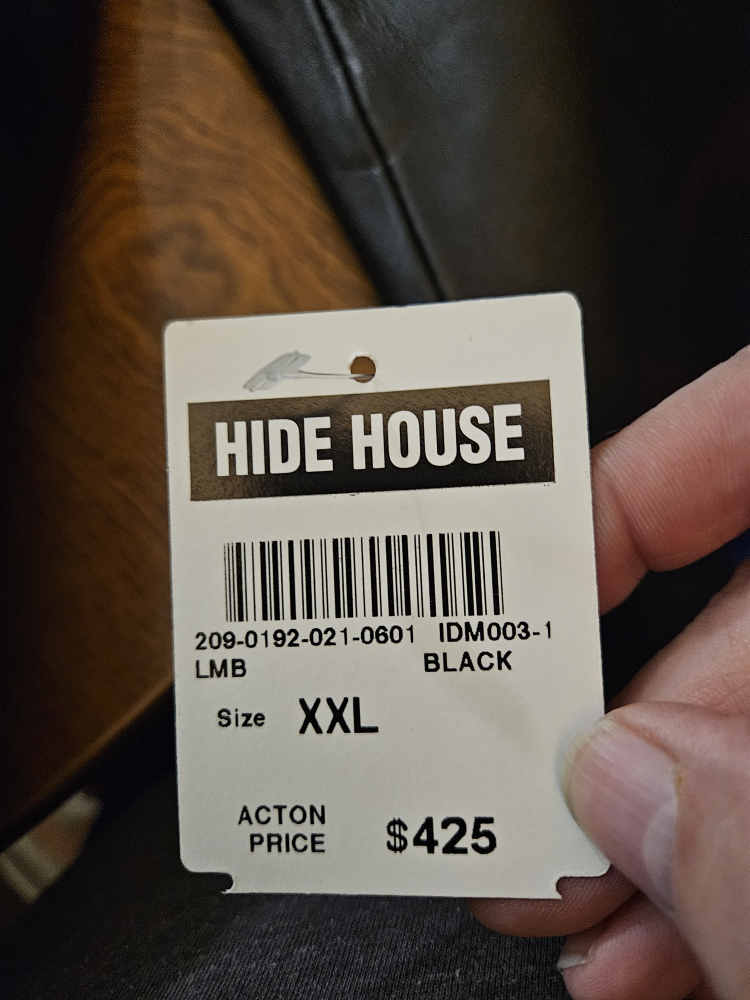 HIDE HOUSE
209-0192-021-0601 IDM003-1
LMB BLACK
Size XXL
ACTON
PRICE $425